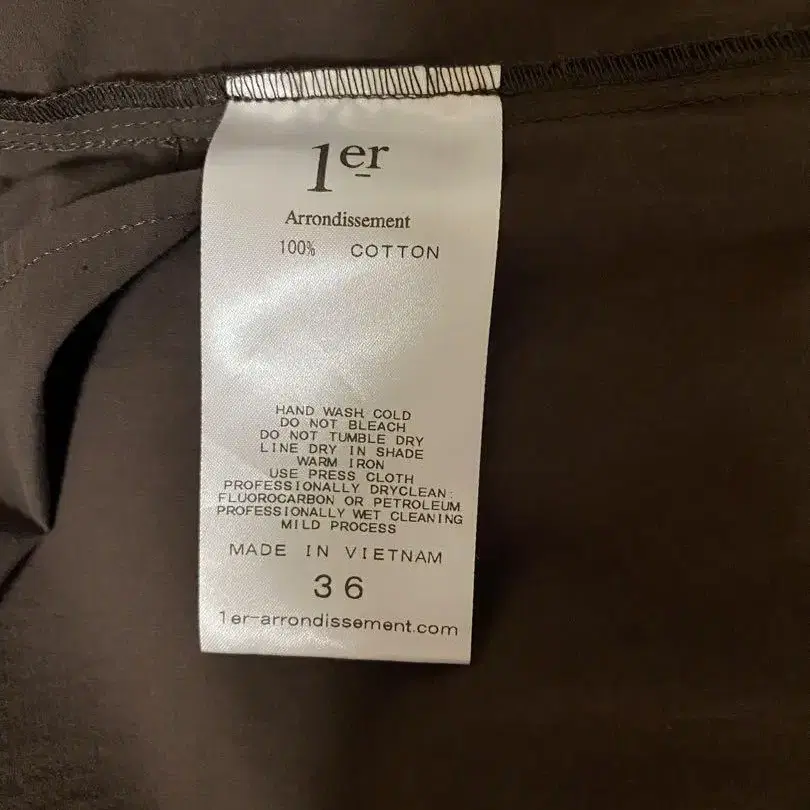 1er
Arrondissement
100% COTTON
HAND WASH COLD
DO NOT BLEACH
DO NOT TUMBLE DRY
LINE DRY IN SHADE
WARM IRON
USE PRESS CLOTH
PROFESSIONALLY DRYCLEAN:
FLUOROCARBON OR PETROLEUM
PROFESSIONALLY WET CLEANING
MILD PROCESS
MADE IN VIETNAM
36
1er-arrondissement.com